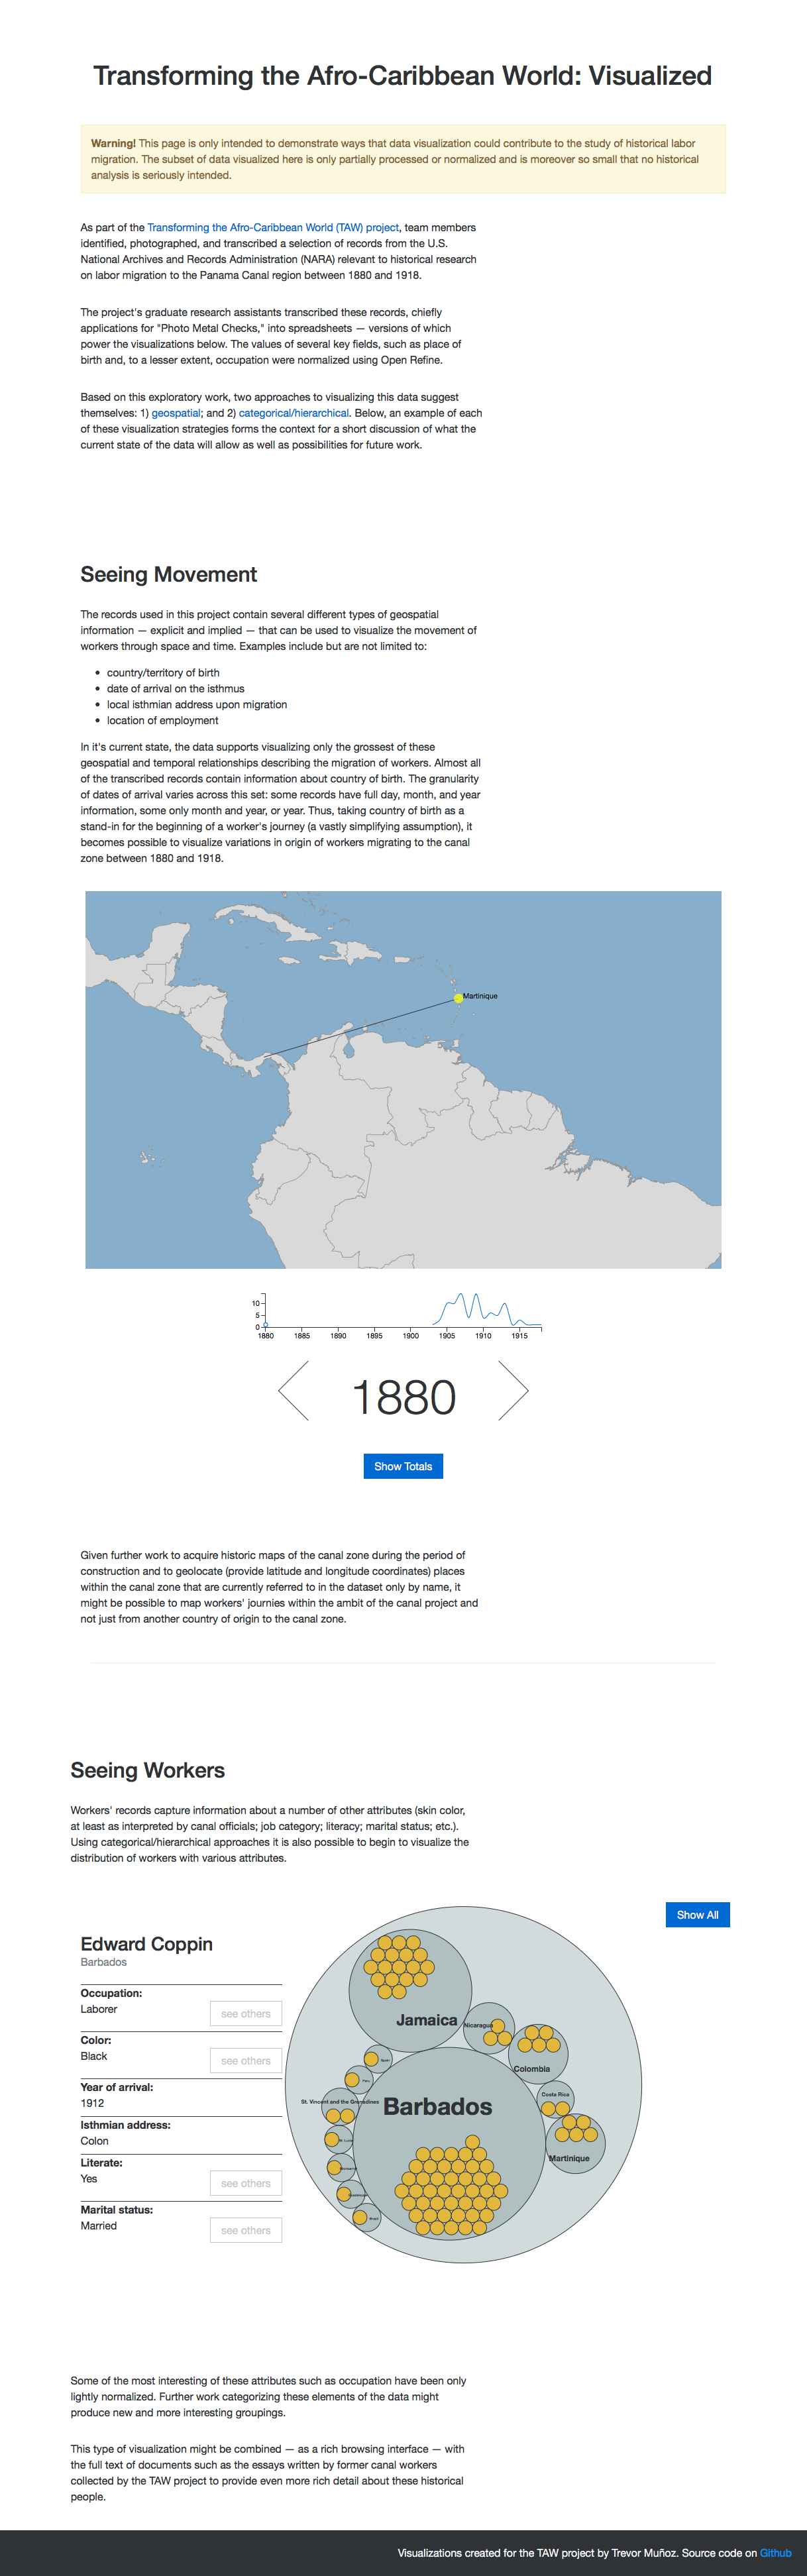 Transforming the Afro-Caribbean World: Visualized
Warning! This page is only intended to demonstrate ways that data visualization could contribute to the study of historical labor
migration. The subset of data visualized here is only partially processed or normalized and is moreover so small that no historical
analysis is seriously intended.
As part of the Transforming the Afro-Caribbean World (TAW) project, team members
identified, photographed, and transcribed a selection of records from the U.S.
National Archives and Records Administration (NARA) relevant to historical research
on labor migration to the Panama Canal region between 1880 and 1918.
The project's graduate research assistants transcribed these records, chiefly
applications for "Photo Metal Checks," into spreadsheets — versions of which
power the visualizations below. The values of several key fields, such as place of
birth and, to a lesser extent, occupation were normalized using Open Refine.
Based on this exploratory work, two approaches to visualizing this data suggest
themselves: 1) geospatial; and 2) categorical/hierarchical. Below, an example of each
of these visualization strategies forms the context for a short discussion of what the
current state of the data will allow as well as possibilities for future work.
Seeing Movement
The records used in this project contain several different types of geospatial
information — explicit and implied — that can be used to visualize the movement of
workers through space and time. Examples include but are not limited to:
• country/territory of birth
• date of arrival on the isthmus
• local isthmian address upon migration
• location of employment
In it's current state, the data supports visualizing only the grossest of these
geospatial and temporal relationships describing the migration of workers. Almost all
of the transcribed records contain information about country of birth. The granularity
of dates of arrival varies across this set: some records have full day, month, and year
information, some only month and year, or year. Thus, taking country of birth as a
stand-in for the beginning of a worker's journey (a vastly simplifying assumption), it
becomes possible to visualize variations in origin of workers migrating to the canal
zone between 1880 and 1918.
Martinique
10
5
0
1880 1885 1890 1895 1900 1905 1910 1915
1880
Show Totals
Given further work to acquire historic maps of the canal zone during the period of
construction and to geolocate (provide latitude and longitude coordinates) places
within the canal zone that are currently referred to in the dataset only by name, it
might be possible to map workers' journies within the ambit of the canal project and
not just from another country of origin to the canal zone.
Seeing Workers
Workers' records capture information about a number of other attributes (skin color,
at least as interpreted by canal officials; job category; literacy; marital status; etc.).
Using categorical/hierarchical approaches it is also possible to begin to visualize the
distribution of workers with various attributes.
Show All
Edward Coppin
Barbados
Occupation:
Laborer
see others
Color:
Black
see others
Year of arrival:
1912
Isthmian address:
Colon
Literate:
Yes
see others
Marital status:
Married
see others
Jamaica
Nicaragua
Colombia
Spain
Peru
Costa Rica
St. Vincent and the Grenadines
Barbados
Martinique
Brazil
Some of the most interesting of these attributes such as occupation have been only
lightly normalized. Further work categorizing these elements of the data might
produce new and more interesting groupings.
This type of visualization might be combined — as a rich browsing interface — with
the full text of documents such as the essays written by former canal workers
collected by the TAW project to provide even more rich detail about these historical
people.
Visualizations created for the TAW project by Trevor Muñoz. Source code on Github